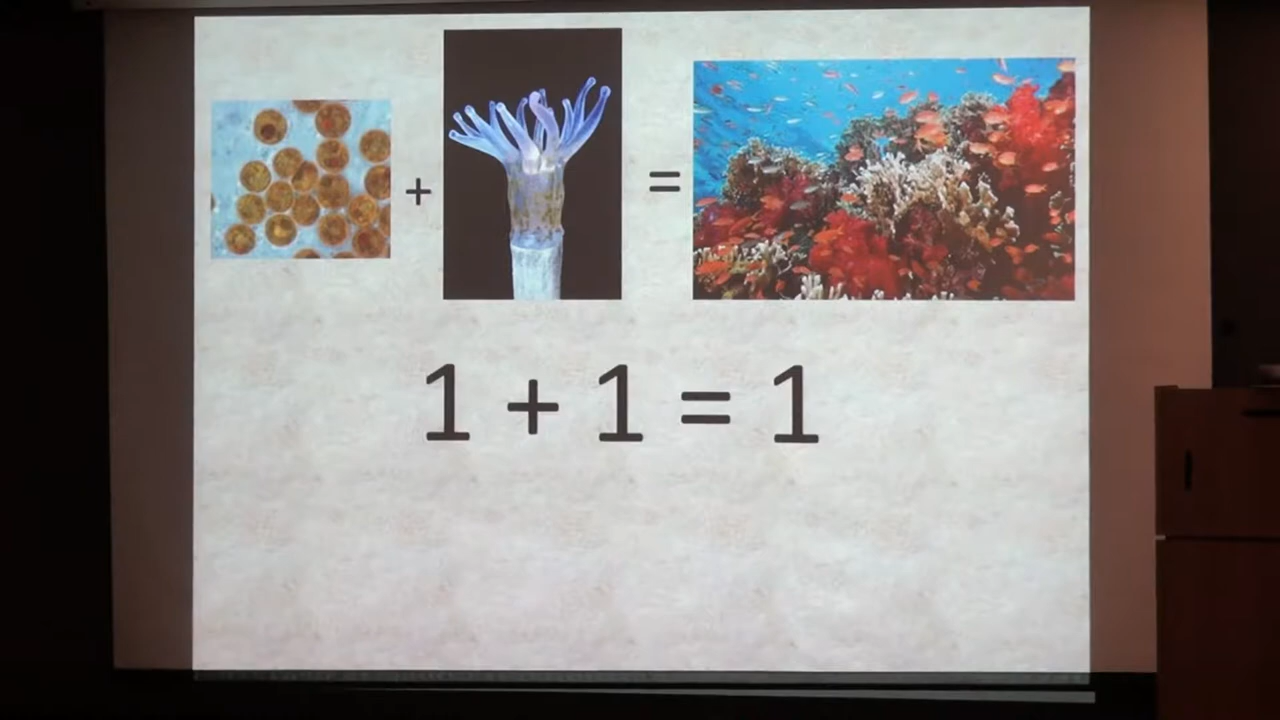 + =
1 + 1 = 1